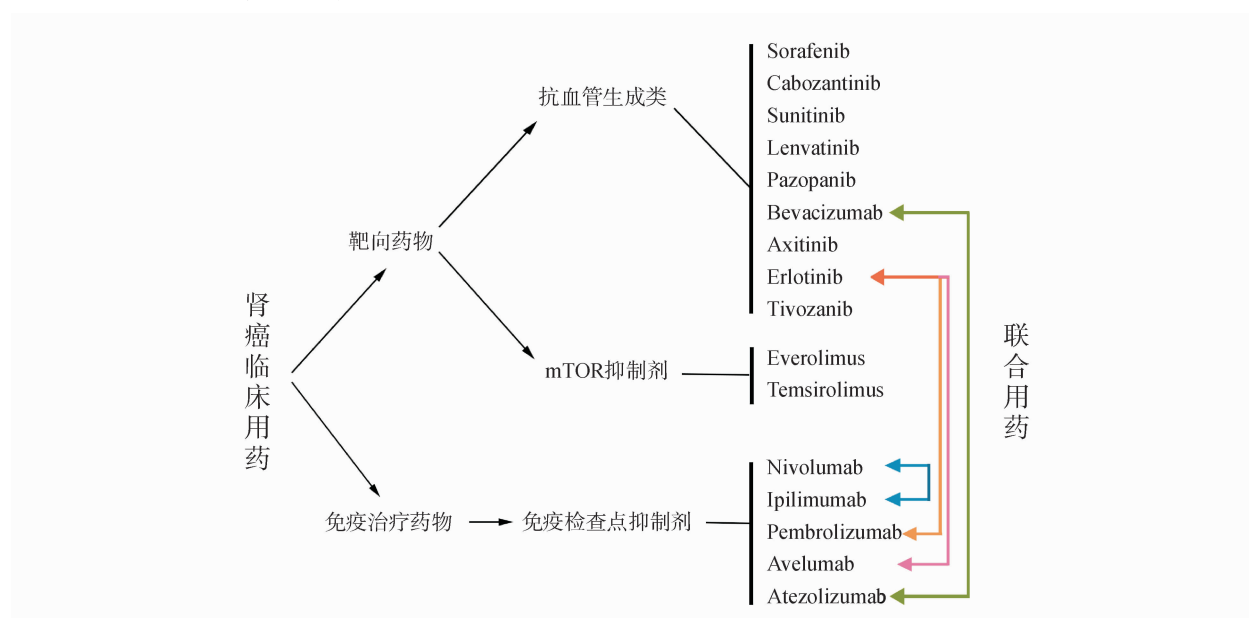 肾癌临床用药
靶向药物
抗血管生成类
Sorafenib
Cabozantinib
Sunitinib
Lenvatinib
Pazopanib
Bevacizumab
Axitinib
Erlotinib
Tivozanib
mTOR抑制剂
Everolimus
Temsirolimus
免疫治疗药物
免疫检查点抑制剂
Nivolumab
Ipilimumab
Pembrolizumab
Avelumab
Atezolizumab
联合用药